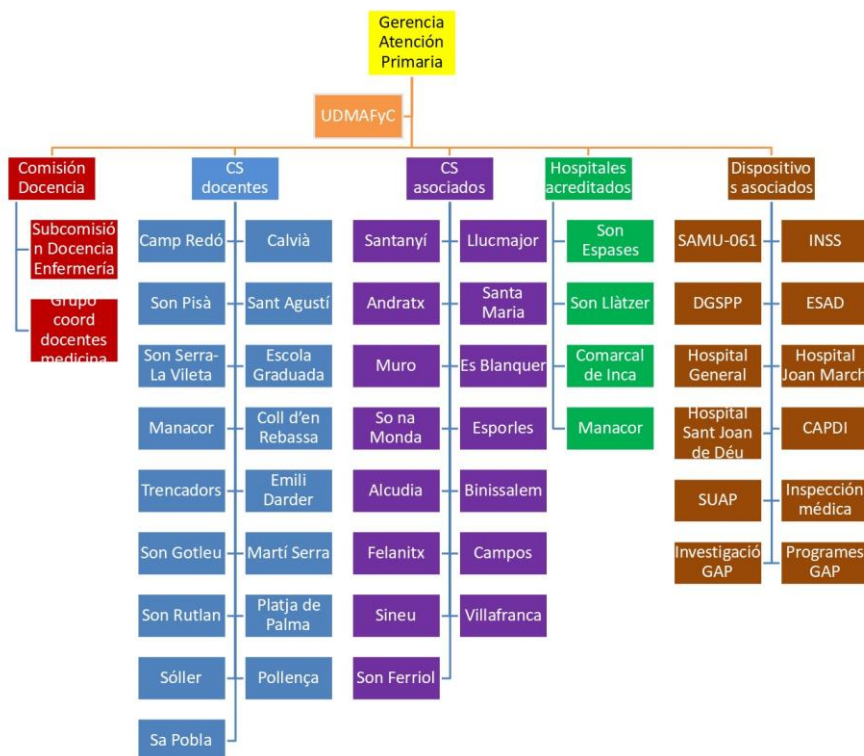 Gerencia
Atención
Primaria
UDMAFyC
Comisión
Docencia
CS
docentes
CS
asociados
Hospitales
acreditados
Dispositivo
s asociados
Subcomisió
n Docencia
Enfermería
Grupo
coord
docentes
medicina
Camp Redó
Calvià
Son Pisà
Sant Agustí
Son Serra-
La Vileta
Escola
Graduada
Manacor
Coll d'en
Rebassa
Trencadors
Emili
Darder
Son Gotleu
Martí Serra
Son Rutlan
Platja de
Palma
Sóller
Pollença
Sa Pobla
Santanyí
Llucmajor
Andratx
Santa
Maria
Muro
Es Blanquer
So na
Monda
Esporles
Alcudia
Binissalem
Felanitx
Campos
Sineu
Villafranca
Son Ferriol
Son
Espases
Son Llàtzer
Comarcal
de Inca
Manacor
SAMU-061
INSS
DGSPP
ESAD
Hospital
General
Hospital
Joan March
Hospital
Sant Joan
de Déu
CAPDI
SUAP
Inspección
médica
Investigació
GAP
Programes
GAP